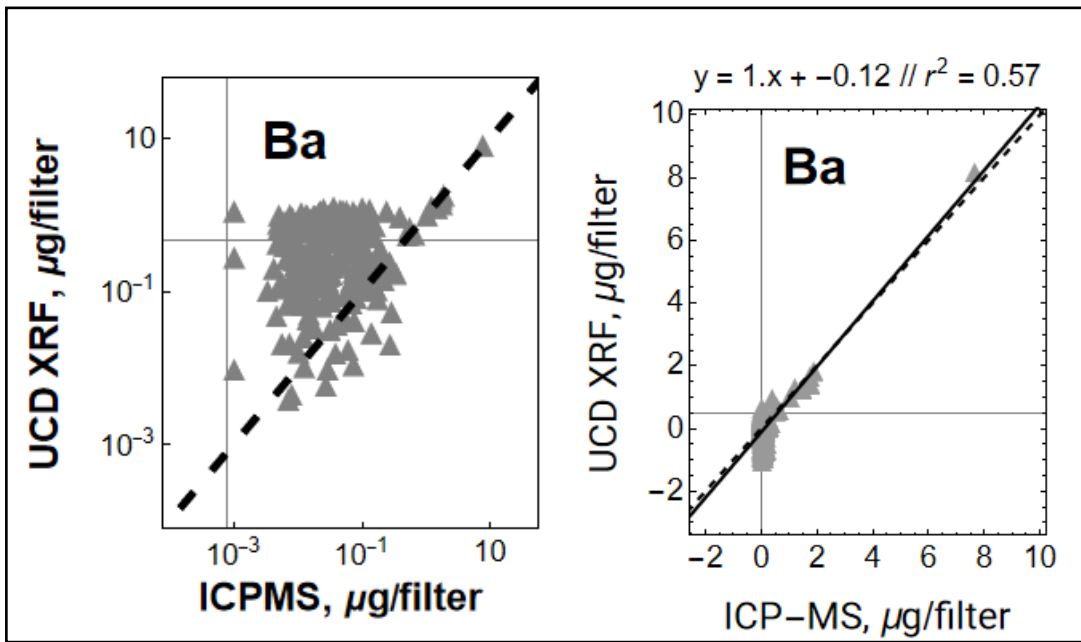 Ba
UCD XRF, µg/filter
10
10⁻¹
10⁻³
10⁻³ 10⁻¹ 10
ICPMS, µg/filter
y = 1.x + −0.12 // r² = 0.57
Ba
UCD XRF, µg/filter
10
8
6
4
2
0
−2
−2 0 2 4 6 8 10
ICP−MS, µg/filter